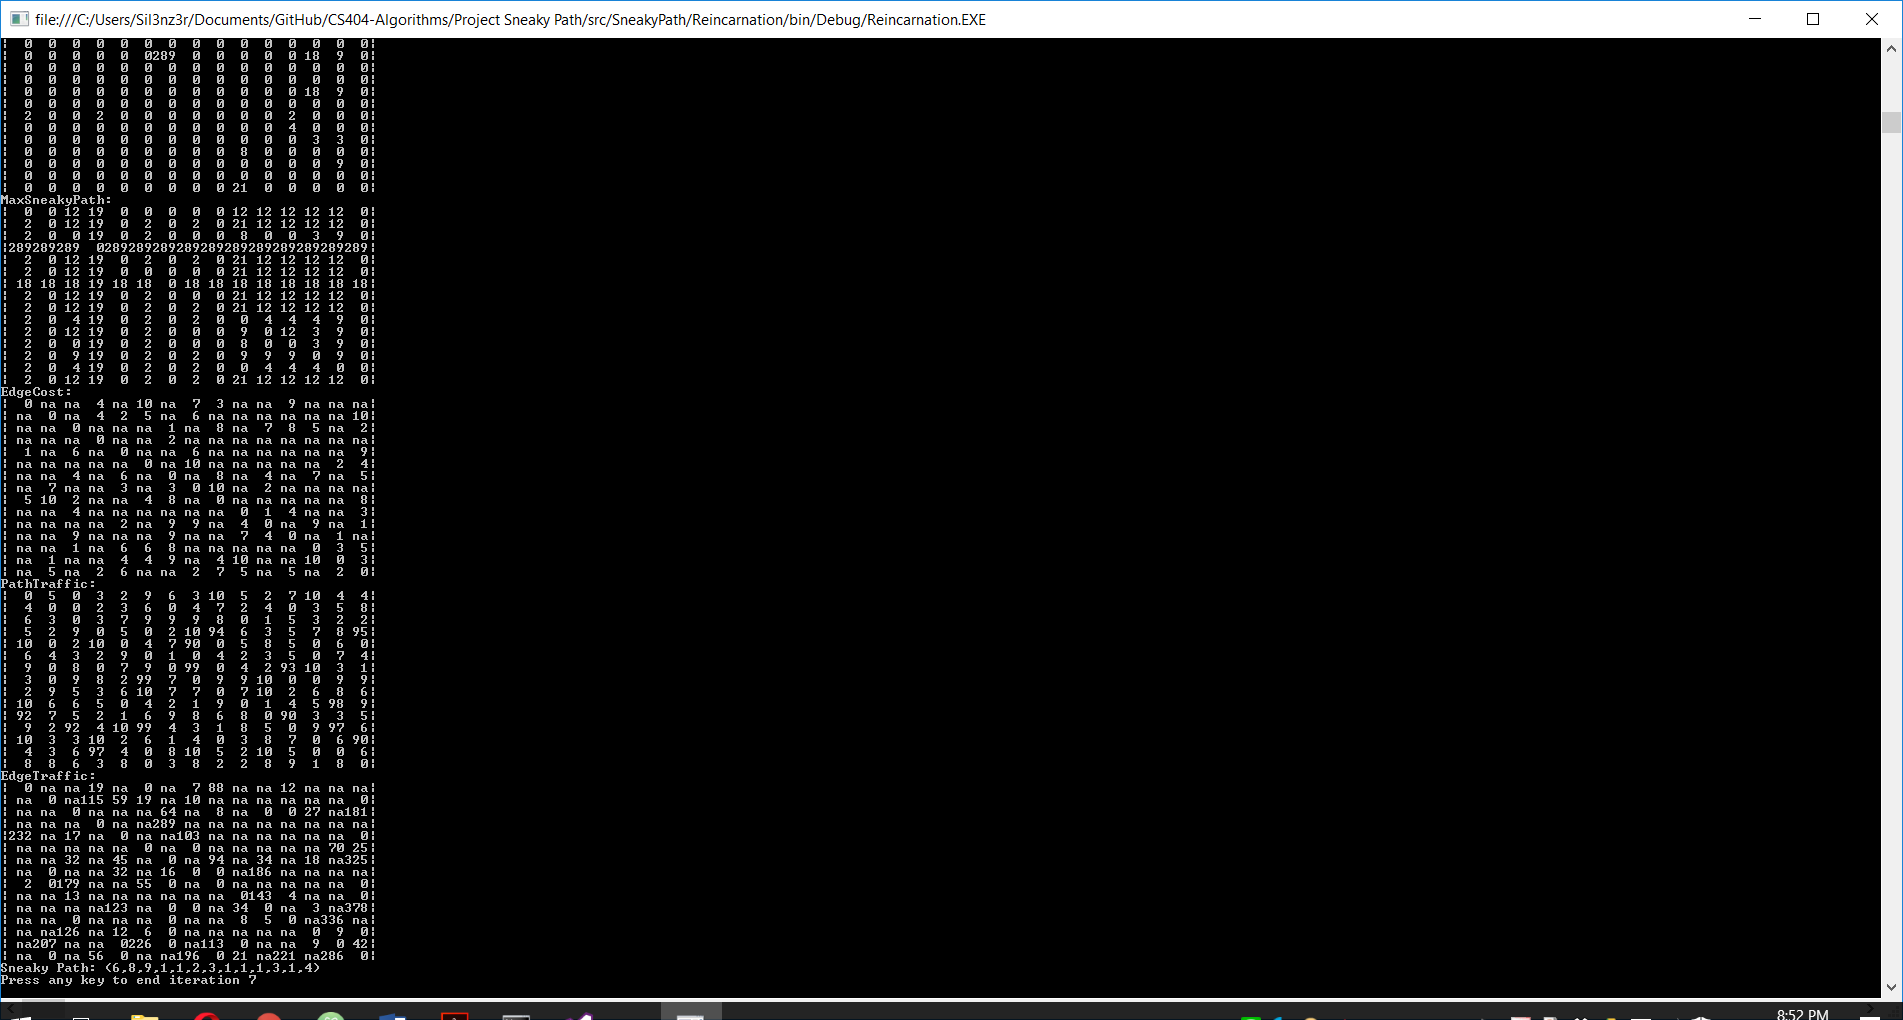 file:///C:/Users/Sil3nz3r/Documents/GitHub/CS404-Algorithms/Project Sneaky Path/src/SneakyPath/Reincarnation/bin/Debug/Reincarnation.EXE
¦  0  0  0  0  0  0  0  0  0  0  0  0  0  0  0¦
¦  0  0  0  0  0  0289  0  0  0  0  0 18  9  0¦
¦  0  0  0  0  0  0  0  0  0  0  0  0  0  0  0¦
¦  0  0  0  0  0  0  0  0  0  0  0  0  0  0  0¦
¦  0  0  0  0  0  0  0  0  0  0  0  0 18  9  0¦
¦  0  0  0  0  0  0  0  0  0  0  0  0  0  0  0¦
¦  2  0  0  2  0  0  0  0  0  0  0  2  0  0  0¦
¦  0  0  0  0  0  0  0  0  0  0  0  4  0  0  0¦
¦  0  0  0  0  0  0  0  0  0  0  0  0  3  3  0¦
¦  0  0  0  0  0  0  0  0  0  8  0  0  0  0  0¦
¦  0  0  0  0  0  0  0  0  0  0  0  0  0  9  0¦
¦  0  0  0  0  0  0  0  0  0  0  0  0  0  0  0¦
¦  0  0  0  0  0  0  0  0  0 21  0  0  0  0  0¦
MaxSneakyPath:
¦  0  0 12 19  0  0  0  0  0 12 12 12 12 12  0¦
¦  2  0 12 19  0  2  0  2  0 21 12 12 12 12  0¦
¦  2  0  0 19  0  2  0  0  0  8  0  0  3  9  0¦
¦289289289  0289289289289289289289289289289289¦
¦  2  0 12 19  0  2  0  2  0 21 12 12 12 12  0¦
¦  2  0 12 19  0  0  0  0  0 21 12 12 12 12  0¦
¦ 18 18 18 19 18 18  0 18 18 18 18 18 18 18 18¦
¦  2  0 12 19  0  2  0  0  0 21 12 12 12 12  0¦
¦  2  0 12 19  0  2  0  2  0 21 12 12 12 12  0¦
¦  2  0  4 19  0  2  0  2  0  0  4  4  4  9  0¦
¦  2  0 12 19  0  2  0  0  0  9  0 12  3  9  0¦
¦  2  0  0 19  0  2  0  0  0  8  0  0  3  9  0¦
¦  2  0  9 19  0  2  0  2  0  9  9  9  0  9  0¦
¦  2  0  4 19  0  2  0  2  0  0  4  4  4  0  0¦
¦  2  0 12 19  0  2  0  2  0 21 12 12 12 12  0¦
EdgeCost:
¦  0 na na  4 na 10 na  7  3 na na  9 na na na¦
¦ na  0 na  4  2  5 na  6 na na na na na na 10¦
¦ na na  0 na na na  1 na  8 na  7  8  5 na  2¦
¦ na na na  0 na na  2 na na na na na na na na¦
¦  1 na  6 na  0 na na  6 na na na na na na  9¦
¦ na na na na na  0 na 10 na na na na na  2  4¦
¦ na na  4 na  6 na  0 na  8 na  4 na  7 na  5¦
¦ na  7 na na  3 na  3  0 10 na  2 na na na na¦
¦  5 10  2 na na  4  8 na  0 na na na na na  8¦
¦ na na  4 na na na na na na  0  1  4 na na  3¦
¦ na na na na  2 na  9  9 na  4  0 na  9 na  1¦
¦ na na  9 na na na  9 na na  7  4  0 na  1 na¦
¦ na na  1 na  6  6  8 na na na na na  0  3  5¦
¦ na  1 na na  4  4  9 na  4 10 na na 10  0  3¦
¦ na  5 na  2  6 na na  2  7  5 na  5 na  2  0¦
PathTraffic:
¦  0  5  0  3  2  9  6  3 10  5  2  7 10  4  4¦
¦  4  0  0  2  3  6  0  4  7  2  4  0  3  5  8¦
¦  6  3  0  3  7  9  9  9  8  0  1  5  3  2  2¦
¦  5  2  9  0  5  0  2 10 94  6  3  5  7  8 95¦
¦ 10  0  2 10  0  4  7 90  0  5  8  5  0  6  0¦
¦  6  4  3  2  9  0  1  0  4  2  3  5  0  7  4¦
¦  9  0  8  0  7  9  0 99  0  4  2 93 10  3  1¦
¦  3  0  9  8  2 99  7  0  9  9 10  0  0  9  9¦
¦  2  9  5  3  6 10  7  7  0  7 10  2  6  8  6¦
¦ 10  6  6  5  0  4  2  1  9  0  1  4  5 98  9¦
¦ 92  7  5  2  1  6  9  8  6  8  0 90  3  3  5¦
¦  9  2 92  4 10 99  4  3  1  8  5  0  9 97  6¦
¦ 10  3  3 10  2  6  1  4  0  3  8  7  0  6 90¦
¦  4  3  6 97  4  0  8 10  5  2 10  5  0  0  6¦
¦  8  8  6  3  8  0  3  8  2  2  8  9  1  8  0¦
EdgeTraffic:
¦  0 na na 19 na  0 na  7 88 na na 12 na na na¦
¦ na  0 na115 59 19 na 10 na na na na na na  0¦
¦ na na  0 na na na 64 na  8 na  0  0 27 na181¦
¦ na na na  0 na na289 na na na na na na na na¦
¦232 na 17 na  0 na na103 na na na na na na  0¦
¦ na na na na na  0 na  0 na na na na na 70 25¦
¦ na na 32 na 45 na  0 na 94 na 34 na 18 na325¦
¦ na  0 na na 32 na 16  0  0 na186 na na na na¦
¦  2  0179 na na 55  0 na  0 na na na na na  0¦
¦ na na 13 na na na na na na  0143  4 na na  0¦
¦ na na na na123 na  0  0 na 34  0 na  3 na378¦
¦ na na  0 na na na  0 na na  8  5  0 na336 na¦
¦ na na126 na 12  6  0 na na na na na  0  9  0¦
¦ na207 na na  0226  0 na113  0 na na  9  0 42¦
¦ na  0 na 56  0 na na196  0 21 na221 na286  0¦
Sneaky Path: (6,8,9,1,1,2,3,1,1,1,3,1,4)
Press any key to end iteration 7
8:52 PM